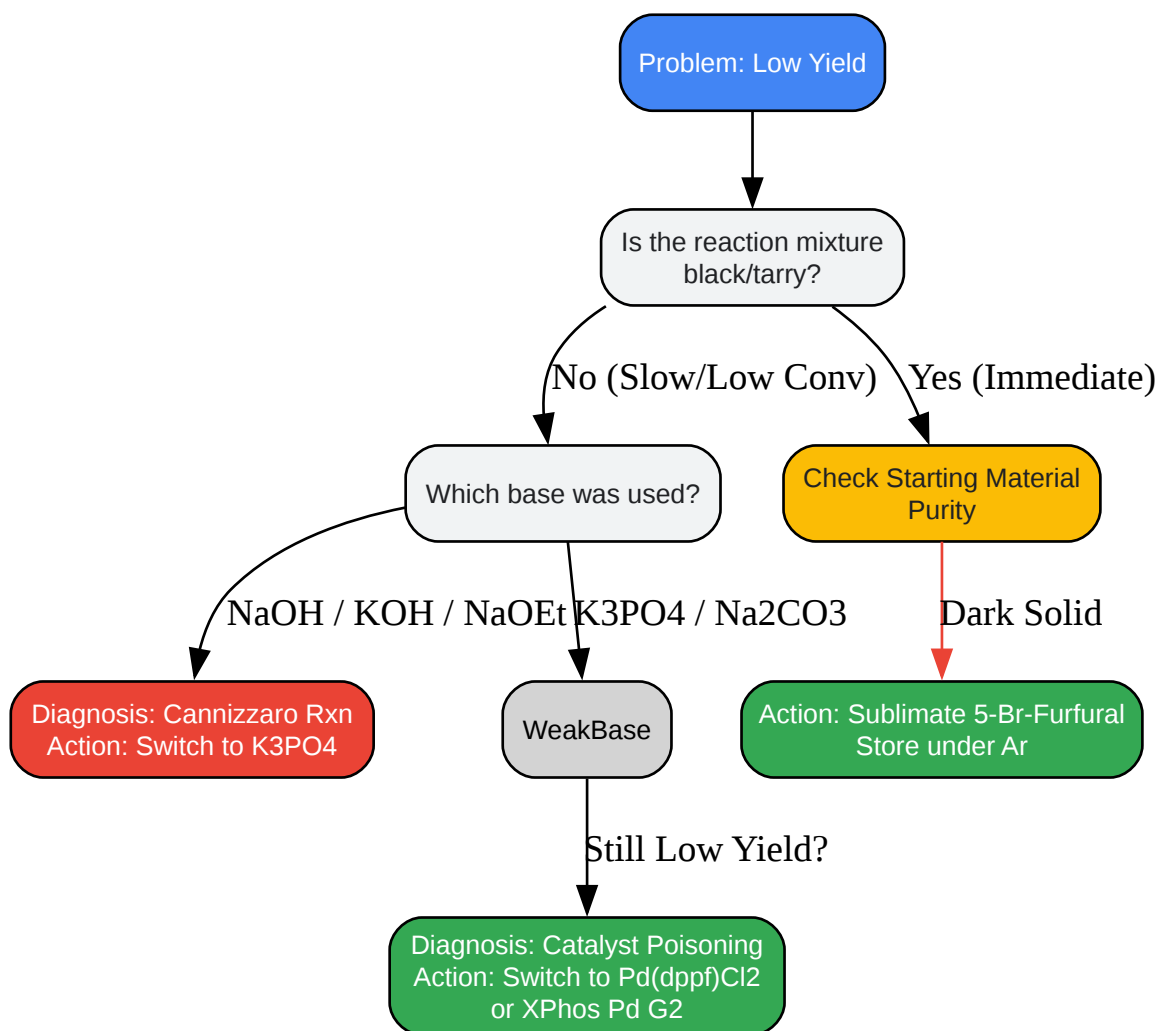 Problem: Low Yield
Is the reaction mixture
black/tarry?
No (Slow/Low Conv)
Yes (Immediate)
Which base was used?
Check Starting Material
Purity
NaOH / KOH / NaOEt
K3PO4 / Na2CO3
Dark Solid
Diagnosis: Cannizzaro Rxn
Action: Switch to K3PO4
WeakBase
Action: Sublimate 5-Br-Furfural
Store under Ar
Still Low Yield?
Diagnosis: Catalyst Poisoning
Action: Switch to Pd(dppf)Cl2
or XPhos Pd G2